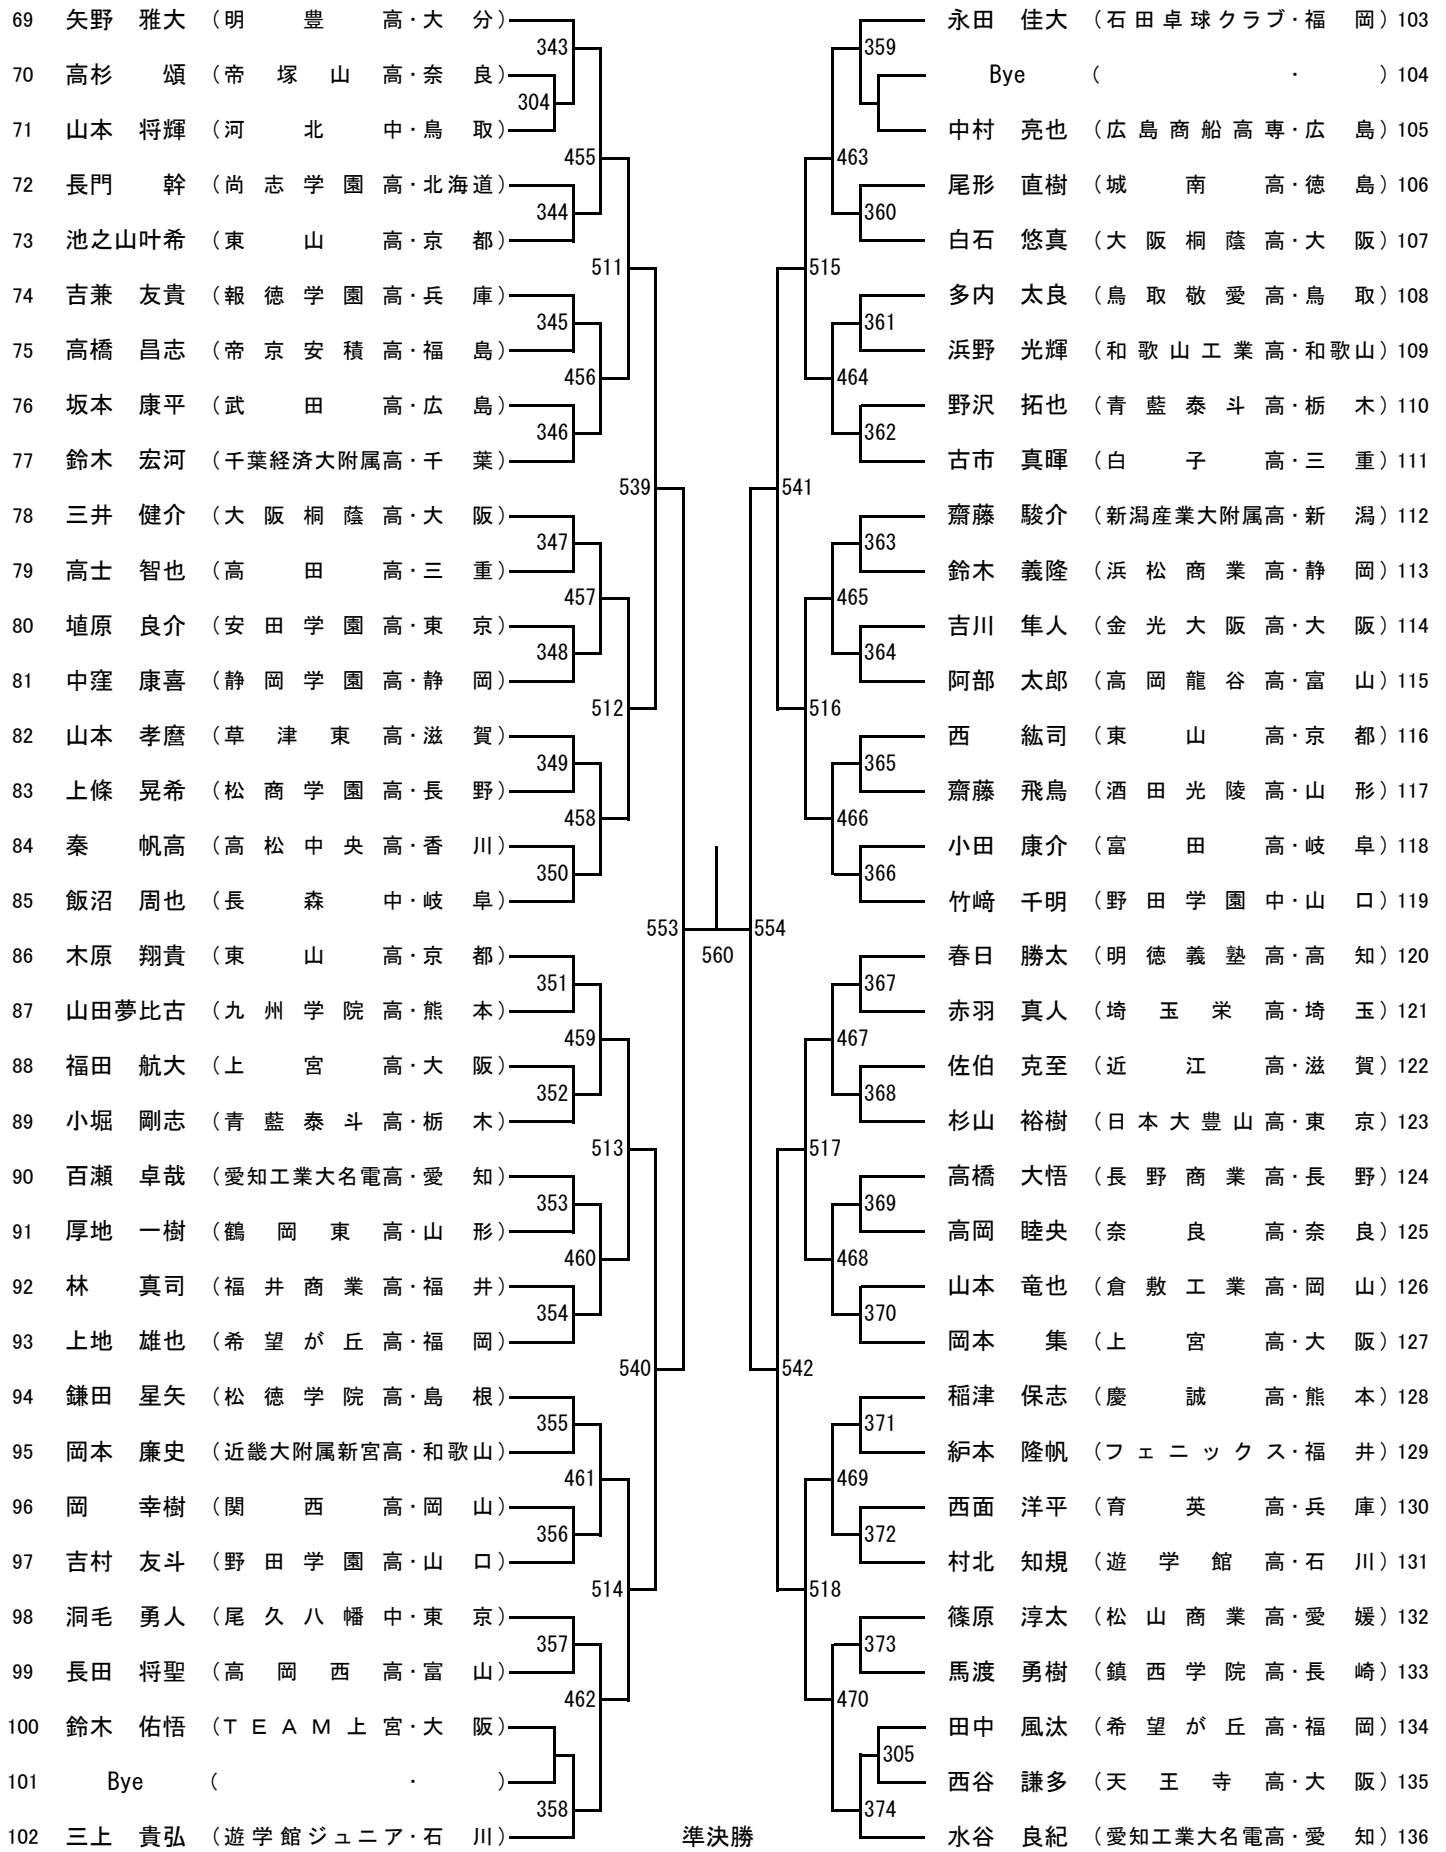 69 矢野 雅大 (明豊高・大分)
70 高杉 頌 (帝塚山高・奈良)
71 山本 将輝 (河北中・鳥取)
72 長門 幹 (尚志学園高・北海道)
73 池之山叶希 (東山高・京都)
74 吉兼 友貴 (報徳学園高・兵庫)
75 高橋 昌志 (帝京安積高・福島)
76 坂本 康平 (武田高・広島)
77 鈴木 宏河 (千葉経済大附属高・千葉)
78 三井 健介 (大阪桐蔭高・大阪)
79 高士 智也 (高田高・三重)
80 埴原 良介 (安田学園高・東京)
81 中窪 康喜 (静岡学園高・静岡)
82 山本 孝麿 (草津東高・滋賀)
83 上條 晃希 (松商学園高・長野)
84 秦 帆高 (高松中央高・香川)
85 飯沼 周也 (長森中・岐阜)
86 木原 翔貴 (東山高・京都)
87 山田夢比古 (九州学院高・熊本)
88 福田 航大 (上宮高・大阪)
89 小堀 剛志 (青藍泰斗高・栃木)
90 百瀬 卓哉 (愛知工業大名電高・愛知)
91 厚地 一樹 (鶴岡東高・山形)
92 林 真司 (福井商業高・福井)
93 上地 雄也 (希望が丘高・福岡)
94 鎌田 星矢 (松徳学院高・島根)
95 岡本 廉史 (近畿大附属新宮高・和歌山)
96 岡 幸樹 (関西高・岡山)
97 吉村 友斗 (野田学園高・山口)
98 洞毛 勇人 (尾久八幡中・東京)
99 長田 将聖 (高岡西高・富山)
100 鈴木 佑悟 (TEAM上宮・大阪)
101 Bye ( ・ )
102 三上 貴弘 (遊学館ジュニア・石川)
343
304
455
344
511
345
456
346
539
347
457
348
512
349
458
350
553
351
459
352
513
353
460
354
540
355
461
356
514
357
462
358
560
準決勝
359
463
360
515
361
464
362
541
363
465
364
516
365
466
366
554
367
467
368
517
369
468
370
542
371
469
372
518
373
470
305
374
永田 佳大 (石田卓球クラブ・福岡) 103
Bye ( ・ ) 104
中村 亮也 (広島商船高専・広島) 105
尾形 直樹 (城南高・徳島) 106
白石 悠真 (大阪桐蔭高・大阪) 107
多内 太良 (鳥取敬愛高・鳥取) 108
浜野 光輝 (和歌山工業高・和歌山) 109
野沢 拓也 (青藍泰斗高・栃木) 110
古市 真暉 (白子高・三重) 111
齋藤 駿介 (新潟産業大附属高・新潟) 112
鈴木 義隆 (浜松商業高・静岡) 113
吉川 隼人 (金光大阪高・大阪) 114
阿部 太郎 (高岡龍谷高・富山) 115
西 紘司 (東山高・京都) 116
齋藤 飛鳥 (酒田光陵高・山形) 117
小田 康介 (富田高・岐阜) 118
竹﨑 千明 (野田学園中・山口) 119
春日 勝太 (明徳義塾高・高知) 120
赤羽 真人 (埼玉栄高・埼玉) 121
佐伯 克至 (近江高・滋賀) 122
杉山 裕樹 (日本大豊山高・東京) 123
高橋 大悟 (長野商業高・長野) 124
高岡 睦央 (奈良高・奈良) 125
山本 竜也 (倉敷工業高・岡山) 126
岡本 集 (上宮高・大阪) 127
稲津 保志 (慶誠高・熊本) 128
絈本 隆帆 (フェニックス・福井) 129
西面 洋平 (育英高・兵庫) 130
村北 知規 (遊学館高・石川) 131
篠原 淳太 (松山商業高・愛媛) 132
馬渡 勇樹 (鎮西学院高・長崎) 133
田中 風汰 (希望が丘高・福岡) 134
西谷 謙多 (天王寺高・大阪) 135
水谷 良紀 (愛知工業大名電高・愛知) 136